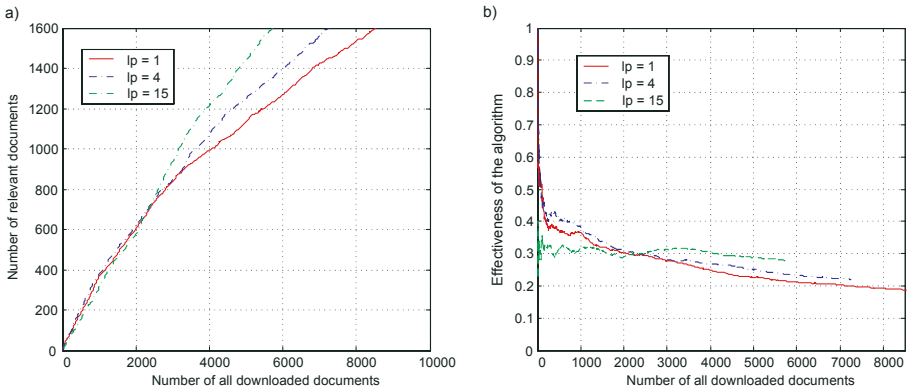 a)
1600
1400
1200
1000
800
600
400
200
0
Number of relevant documents
lp = 1
lp = 4
lp = 15
0 2000 4000 6000 8000 10000
Number of all downloaded documents
b)
1
0.9
0.8
0.7
0.6
0.5
0.4
0.3
0.2
0.1
0
Effectiveness of the algorithm
lp = 1
lp = 4
lp = 15
0 1000 2000 3000 4000 5000 6000 7000 8000
Number of all downloaded documents